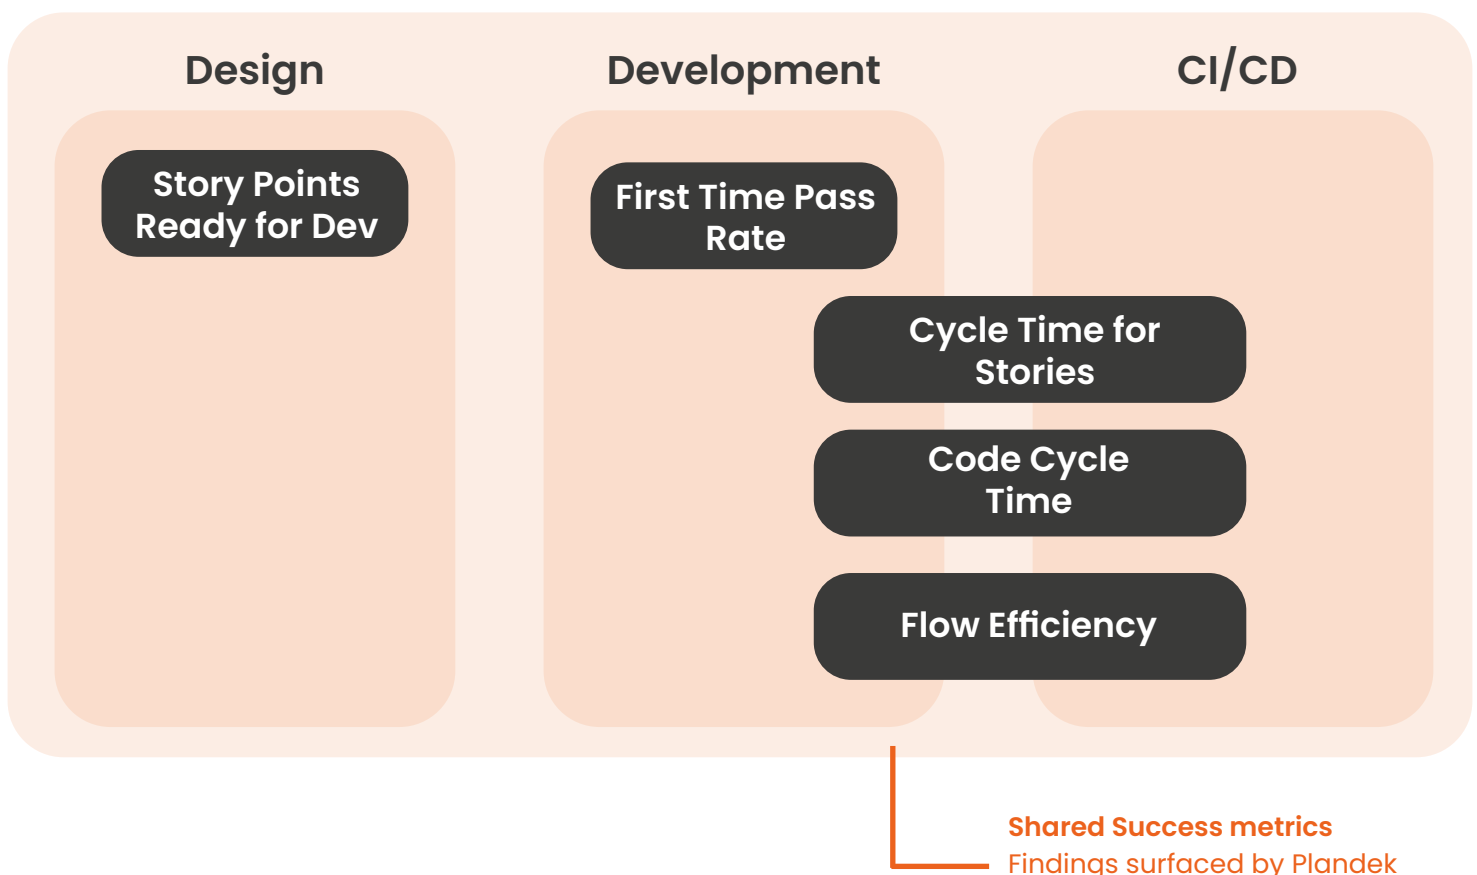 Design
Development
CI/CD
Story Points
Ready for Dev
First Time Pass
Rate
Cycle Time for
Stories
Code Cycle
Time
Flow Efficiency
Shared Success metrics
Findings surfaced by Plandek